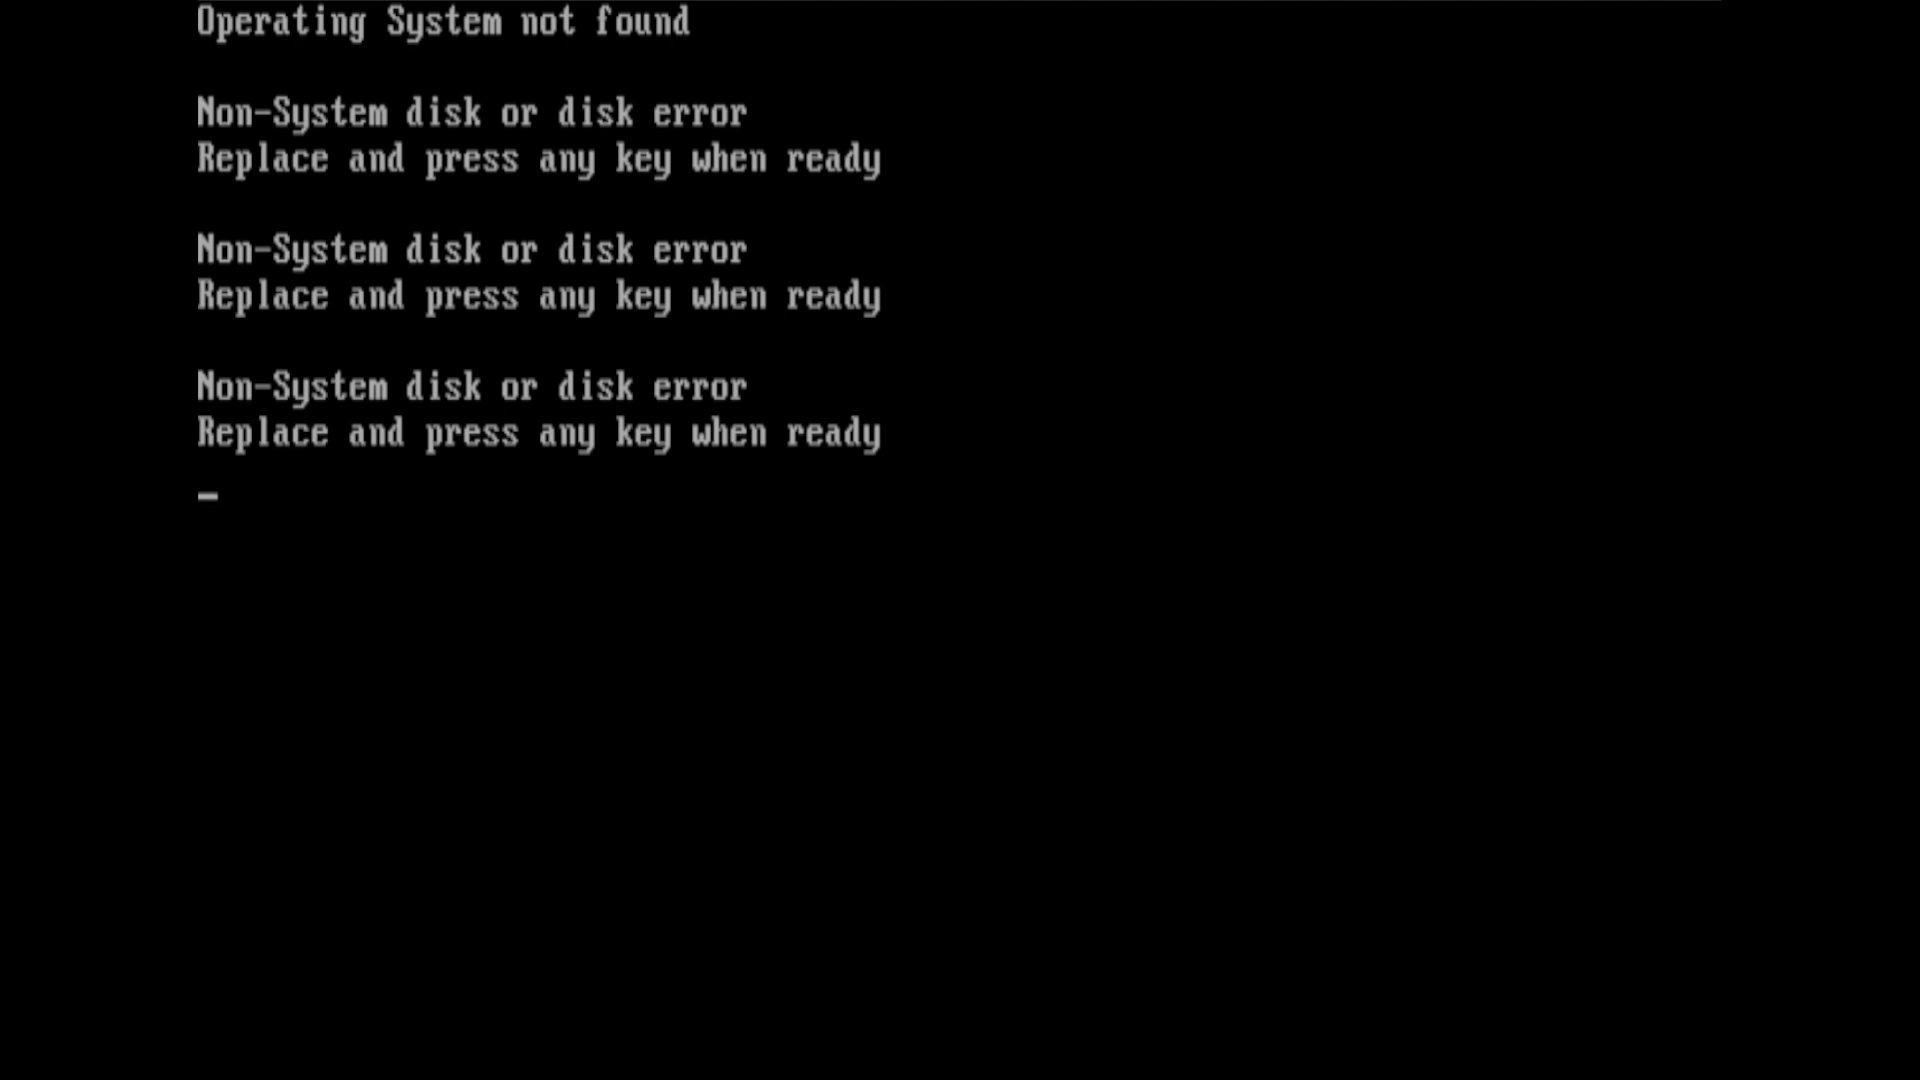 Operating System not found
Non-System disk or disk error
Replace and press any key when ready
Non-System disk or disk error
Replace and press any key when ready
Non-System disk or disk error
Replace and press any key when ready